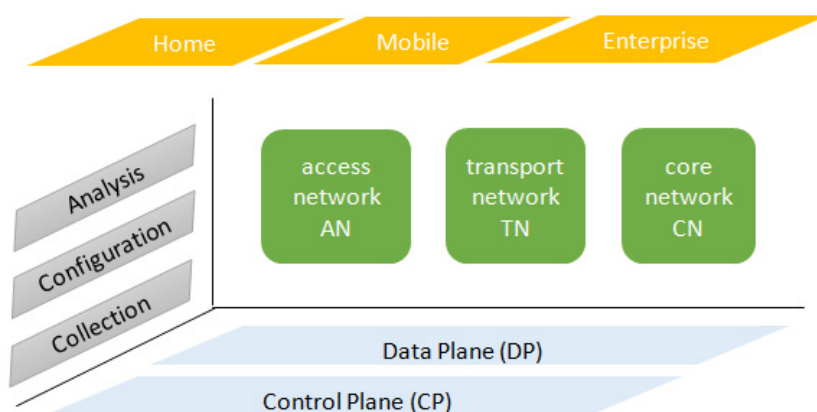 Home
Mobile
Enterprise
access
network
AN
transport
network
TN
core
network
CN
Analysis
Configuration
Collection
Data Plane (DP)
Control Plane (CP)